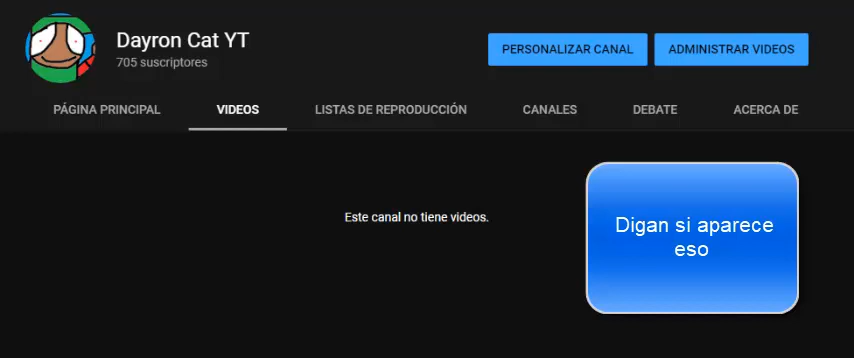 Dayron Cat YT
705 suscriptores
PERSONALIZAR CANAL
ADMINISTRAR VIDEOS
PÁGINA PRINCIPAL
VIDEOS
LISTAS DE REPRODUCCIÓN
CANALES
DEBATE
ACERCA DE
Este canal no tiene videos.
Digan si aparece
eso